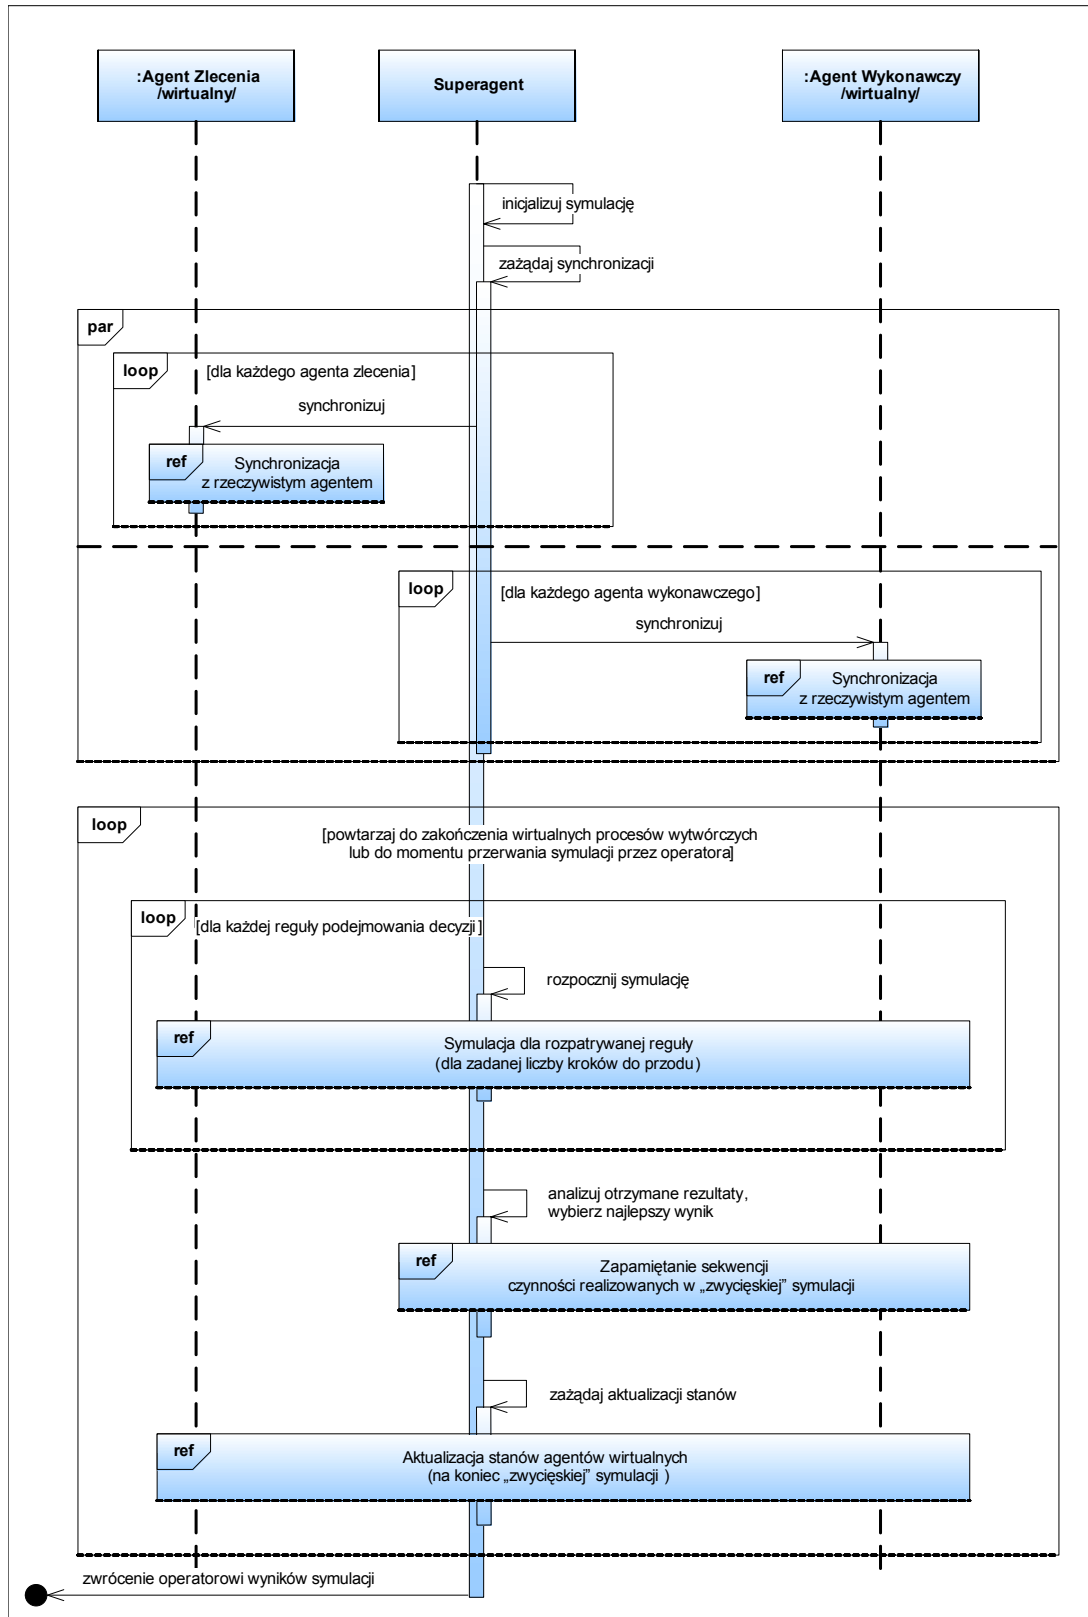 :Agent Zlecenia
/wirtualny/
Superagent
:Agent Wykonawczy
/wirtualny/
inicjalizuj symulację
zażądaj synchronizacji
par
loop
[dla każdego agenta zlecenia]
synchronizuj
ref
Synchronizacja
z rzeczywistym agentem
loop
[dla każdego agenta wykonawczego]
synchronizuj
ref
Synchronizacja
z rzeczywistym agentem
loop
[powtarzaj do zakończenia wirtualnych procesów wytwórczych
lub do momentu przerwania symulacji przez operatora]
loop
[dla każdej reguły podejmowania decyzji]
rozpocznij symulację
ref
Symulacja dla rozpatrywanej reguły
(dla zadanej liczby kroków do przodu)
analizuj otrzymane rezultaty,
wybierz najlepszy wynik
ref
Zapamiętanie sekwencji
czynności realizowanych w „zwycięskiej” symulacji
zażądaj aktualizacji stanów
ref
Aktualizacja stanów agentów wirtualnych
(na koniec „zwycięskiej” symulacji )
zwrócenie operatorowi wyników symulacji